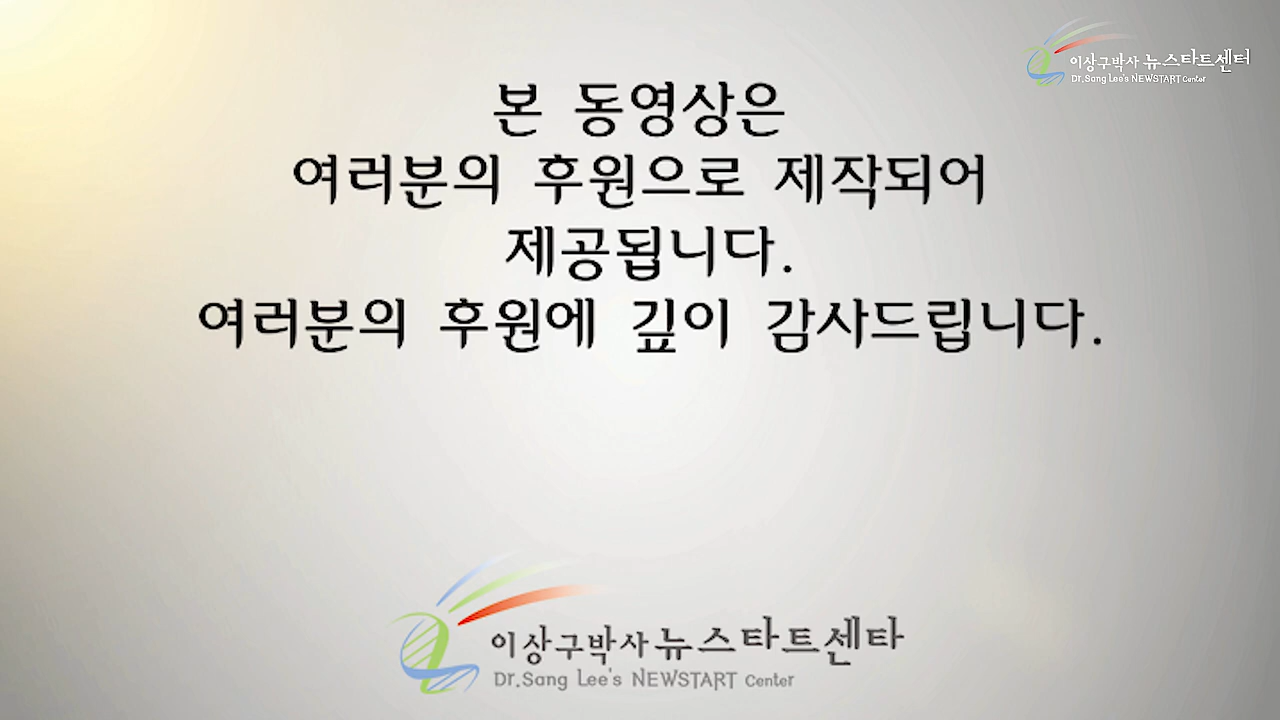 이상구박사 뉴스타트센터
Dr.Sang Lee's NEWSTART Center
본 동영상은
여러분의 후원으로 제작되어
제공됩니다.
여러분의 후원에 깊이 감사드립니다.
이상구박사 뉴스타트센타
Dr.Sang Lee's NEWSTART Center